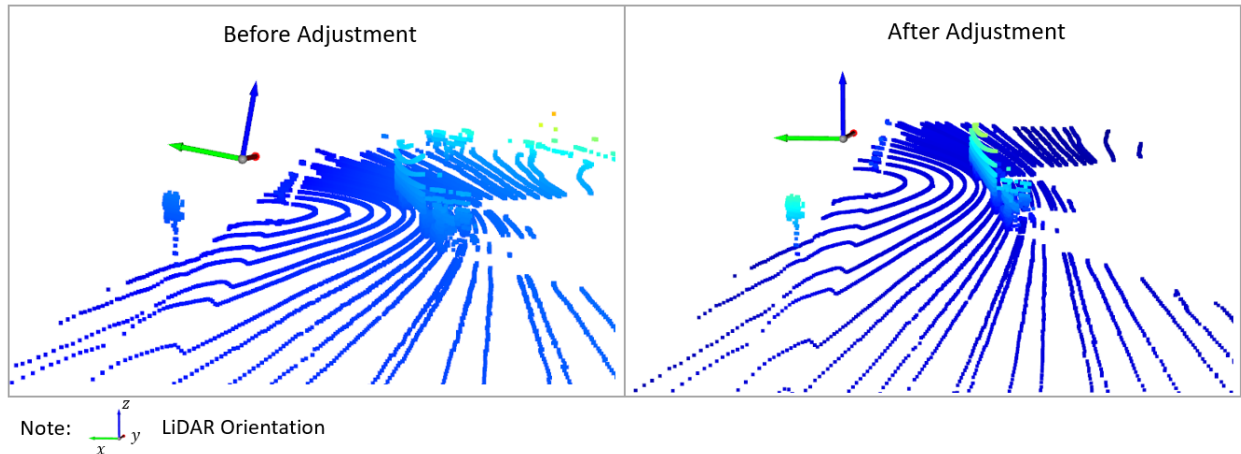 Before Adjustment
After Adjustment
Note:
z
x
y
LiDAR Orientation